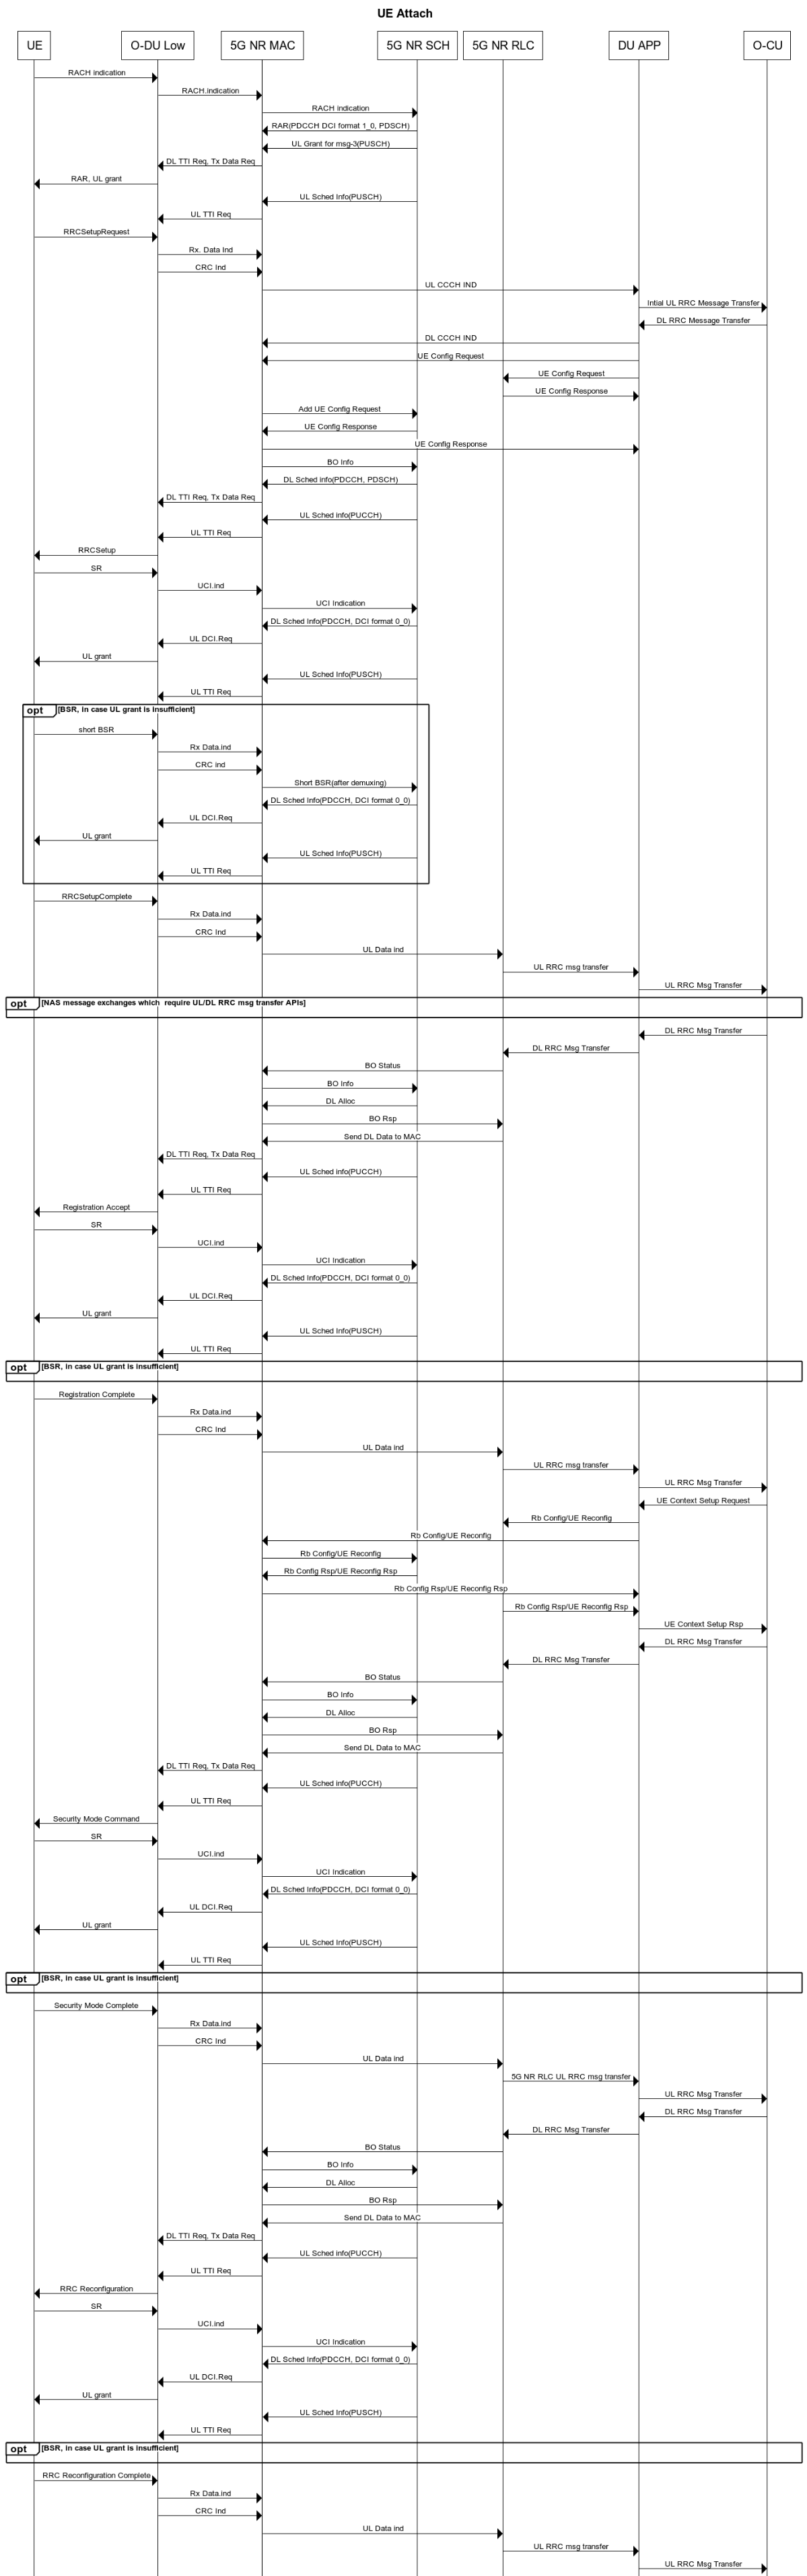 UE Attach
UE
O-DU Low
5G NR MAC
5G NR SCH
5G NR RLC
DU APP
O-CU
RACH indication
RACH.indication
RACH indication
RAR(PDCCH DCI format 1_0, PDSCH)
UL Grant for msg-3(PUSCH)
DL TTI Req, Tx Data Req
RAR, UL grant
UL Sched Info(PUSCH)
UL TTI Req
RRCSetupRequest
Rx. Data Ind
CRC Ind
UL CCCH IND
Intial UL RRC Message Transfer
DL RRC Message Transfer
DL CCCH IND
UE Config Request
UE Config Request
UE Config Response
Add UE Config Request
UE Config Response
UE Config Response
BO Info
DL Sched info(PDCCH, PDSCH)
DL TTI Req, Tx Data Req
UL Sched info(PUCCH)
UL TTI Req
RRCSetup
SR
UCI.ind
UCI Indication
DL Sched Info(PDCCH, DCI format 0_0)
UL DCI.Req
UL grant
UL Sched Info(PUSCH)
UL TTI Req
opt [BSR, in case UL grant is insufficient]
short BSR
Rx Data.ind
CRC ind
Short BSR(after demuxing)
DL Sched Info(PDCCH, DCI format 0_0)
UL DCI.Req
UL grant
UL Sched Info(PUSCH)
UL TTI Req
RRCSetupComplete
Rx Data.ind
CRC Ind
UL Data ind
UL RRC msg transfer
UL RRC Msg Transfer
opt [NAS message exchanges which  require UL/DL RRC msg transfer APIs]
DL RRC Msg Transfer
DL RRC Msg Transfer
BO Status
BO Info
DL Alloc
BO Rsp
Send DL Data to MAC
DL TTI Req, Tx Data Req
UL Sched info(PUCCH)
UL TTI Req
Registration Accept
SR
UCI.ind
UCI Indication
DL Sched Info(PDCCH, DCI format 0_0)
UL DCI.Req
UL grant
UL Sched Info(PUSCH)
UL TTI Req
opt [BSR, in case UL grant is insufficient]
Registration Complete
Rx Data.ind
CRC Ind
UL Data ind
UL RRC msg transfer
UL RRC Msg Transfer
UE Context Setup Request
Rb Config/UE Reconfig
Rb Config/UE Reconfig
Rb Config/UE Reconfig
Rb Config Rsp/UE Reconfig Rsp
Rb Config Rsp/UE Reconfig Rsp
Rb Config Rsp/UE Reconfig Rsp
UE Context Setup Rsp
DL RRC Msg Transfer
DL RRC Msg Transfer
BO Status
BO Info
DL Alloc
BO Rsp
Send DL Data to MAC
DL TTI Req, Tx Data Req
UL Sched info(PUCCH)
UL TTI Req
Security Mode Command
SR
UCI.ind
UCI Indication
DL Sched Info(PDCCH, DCI format 0_0)
UL DCI.Req
UL grant
UL Sched Info(PUSCH)
UL TTI Req
opt [BSR, in case UL grant is insufficient]
Security Mode Complete
Rx Data.ind
CRC Ind
UL Data ind
5G NR RLC UL RRC msg transfer
UL RRC Msg Transfer
DL RRC Msg Transfer
DL RRC Msg Transfer
BO Status
BO Info
DL Alloc
BO Rsp
Send DL Data to MAC
DL TTI Req, Tx Data Req
UL Sched info(PUCCH)
UL TTI Req
RRC Reconfiguration
SR
UCI.ind
UCI Indication
DL Sched Info(PDCCH, DCI format 0_0)
UL DCI.Req
UL grant
UL Sched Info(PUSCH)
UL TTI Req
opt [BSR, in case UL grant is insufficient]
RRC Reconfiguration Complete
Rx Data.ind
CRC Ind
UL Data ind
UL RRC msg transfer
UL RRC Msg Transfer